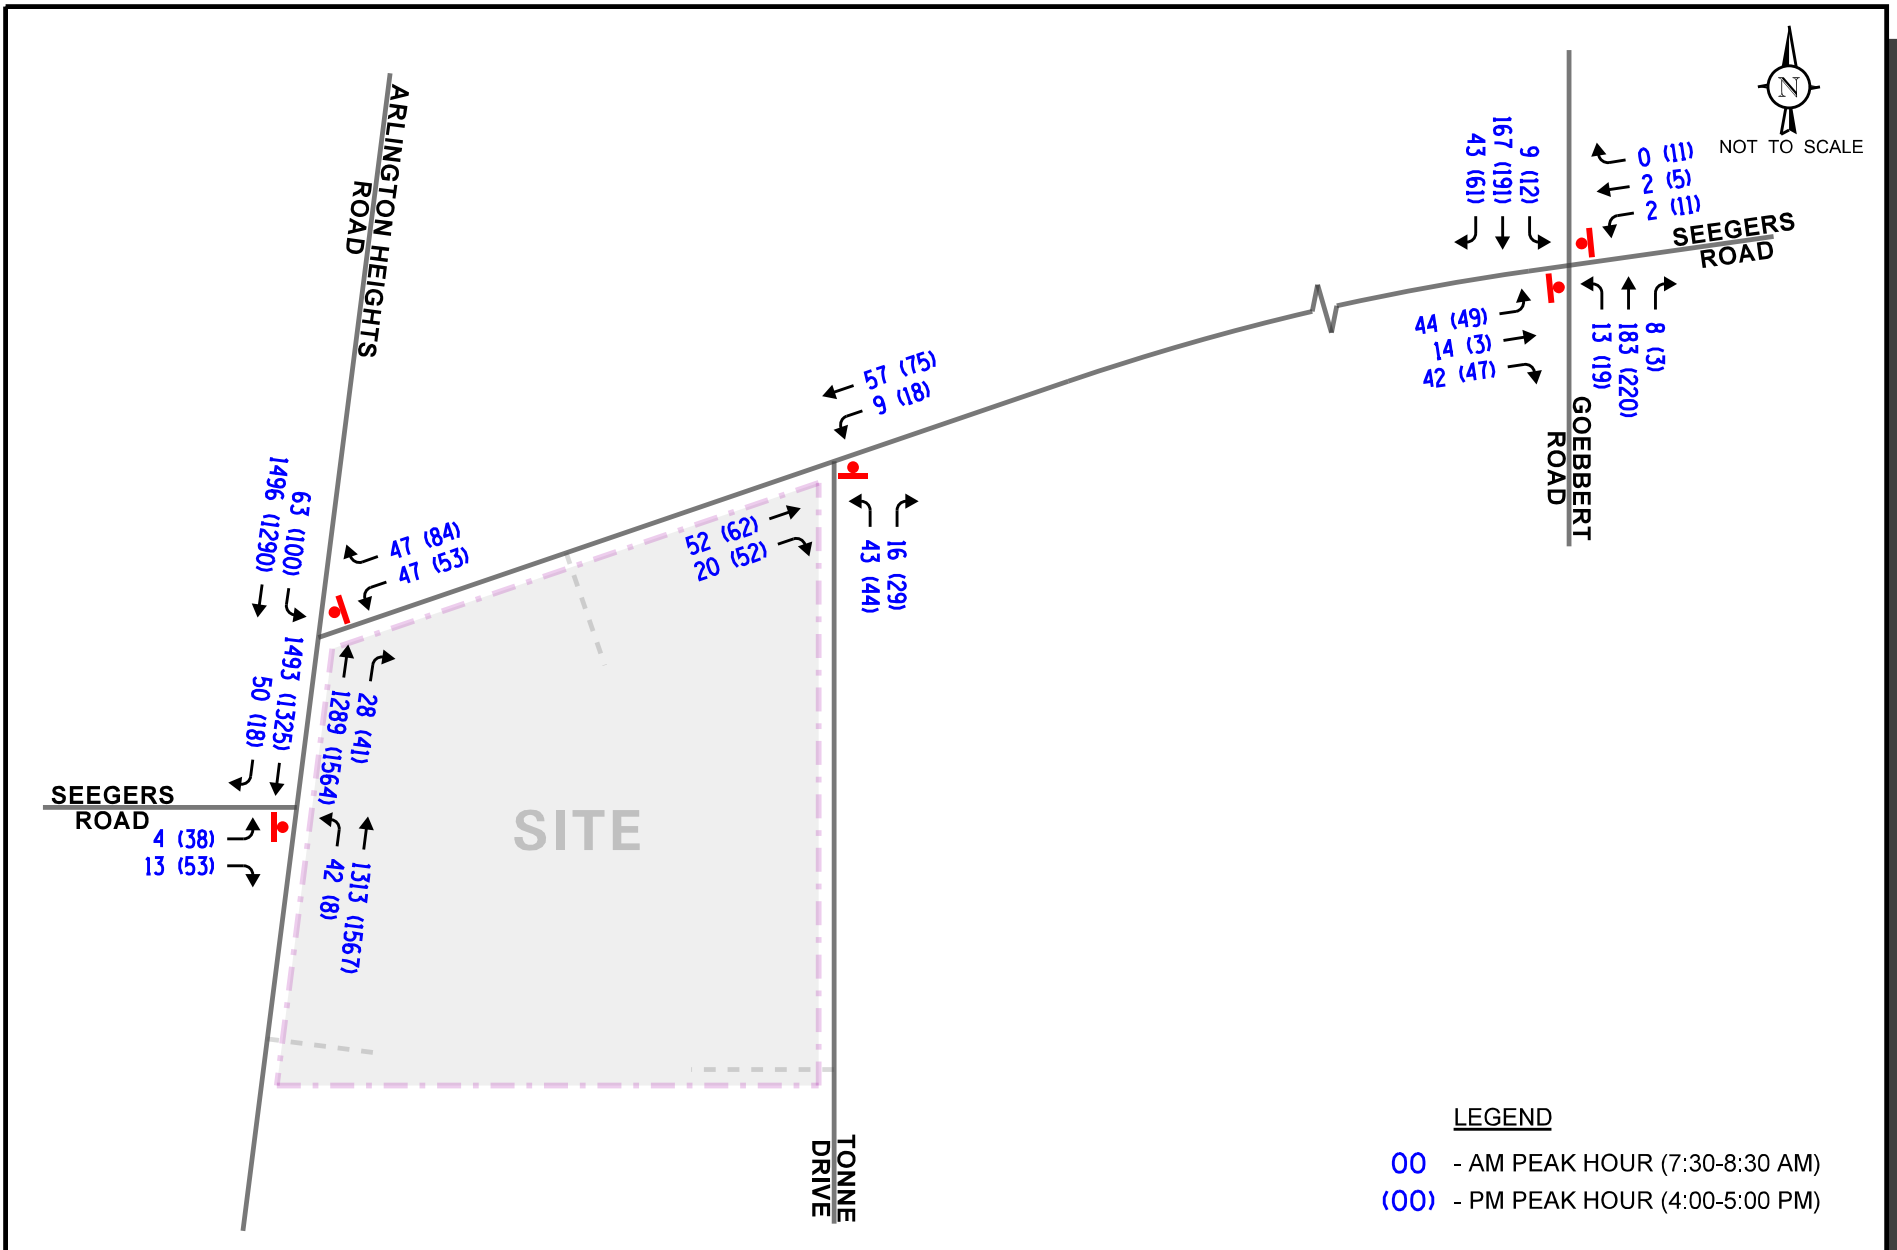 ARLINGTON HEIGHTS
ROAD
9 (12)
167 (191)
43 (61)
0 (11)
2 (5)
2 (11)
N
NOT TO SCALE
SEEGERS
ROAD
44 (49)
14 (3)
42 (47)
8 (3)
183 (220)
13 (19)
GOEBBERT
ROAD
57 (75)
9 (18)
63 (100)
1496 (1290)
47 (84)
47 (53)
52 (62)
20 (52)
16 (29)
43 (44)
1493 (1325)
50 (18)
28 (41)
1289 (1564)
SEEGERS
ROAD
4 (38)
13 (53)
1313 (1567)
42 (8)
SITE
TONNE
DRIVE
LEGEND
00 - AM PEAK HOUR (7:30-8:30 AM)
(00) - PM PEAK HOUR (4:00-5:00 PM)